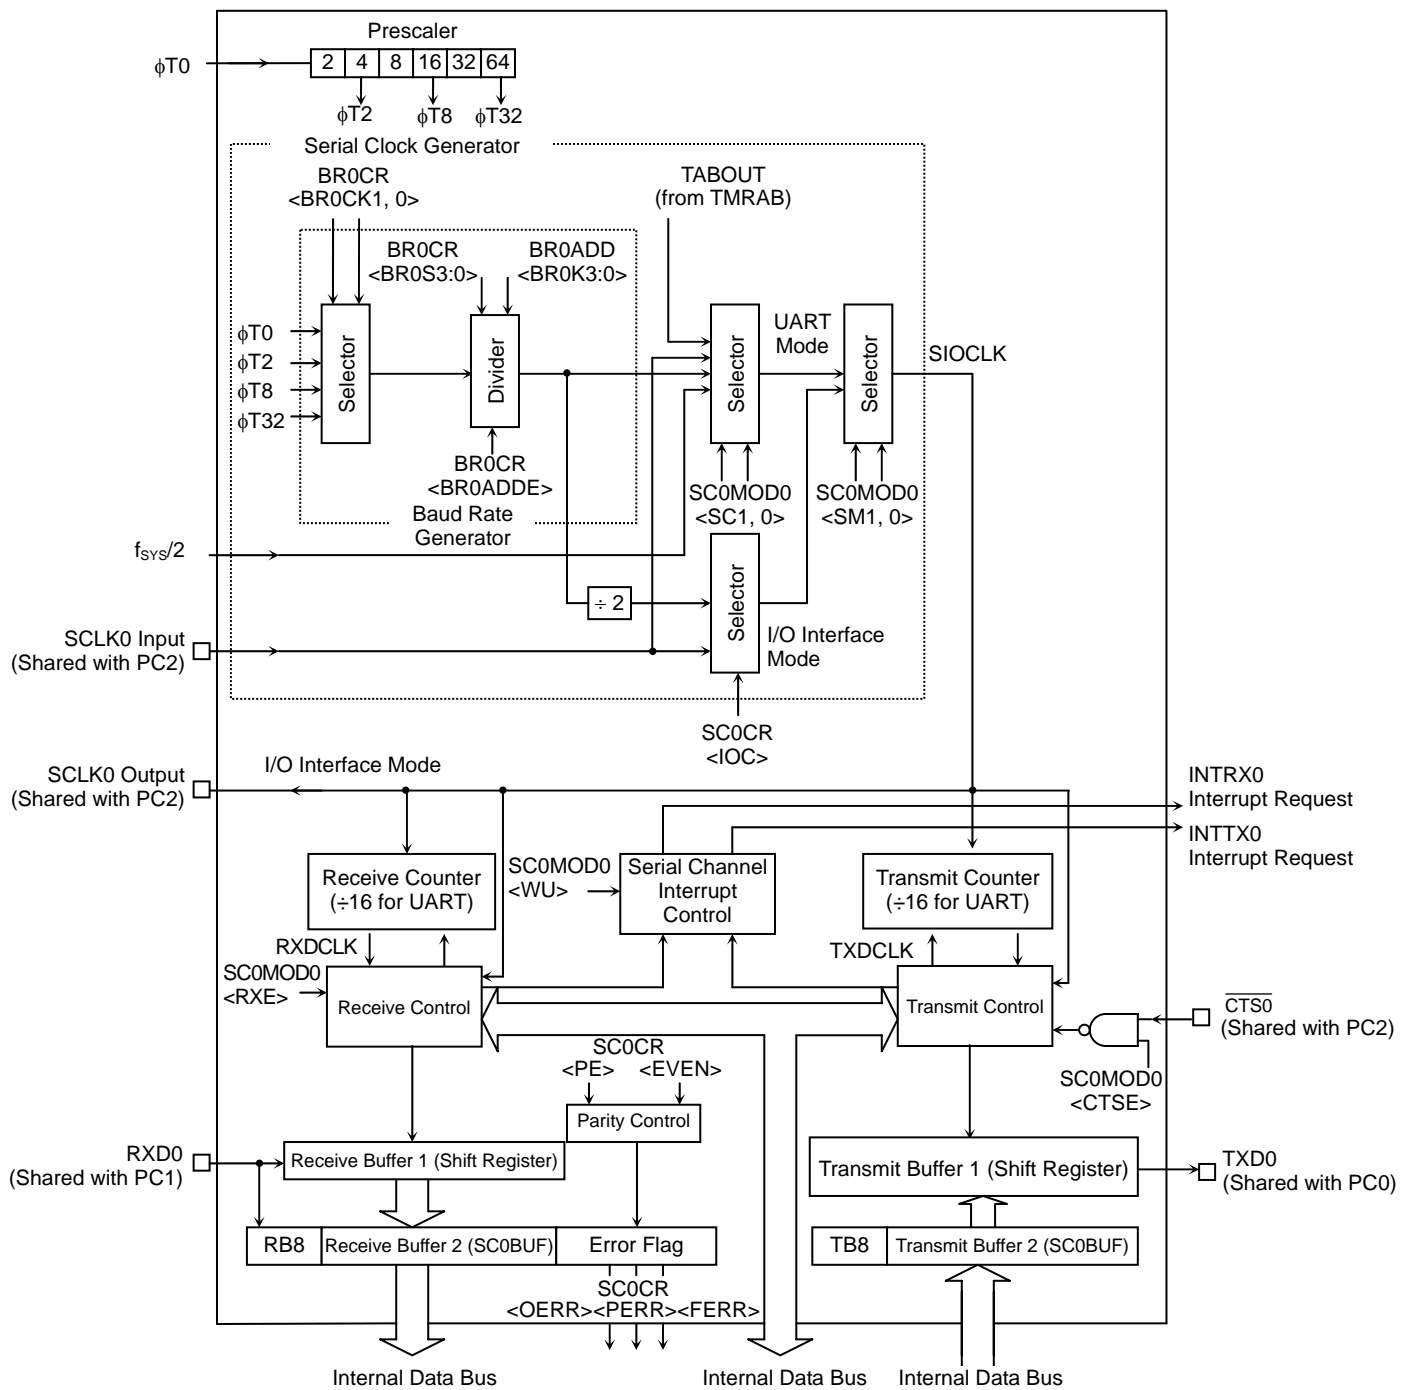 Prescaler
ϕT0
2 4 8 16 32 64
ϕT2 ϕT8 ϕT32
Serial Clock Generator
BR0CR
<BR0CK1, 0>
TABOUT
(from TMRAB)
BR0CR
<BR0S3:0>
BR0ADD
<BR0K3:0>
ϕT0
ϕT2
ϕT8
ϕT32
Selector
Divider
Selector
UART
Mode
Selector
SIOCLK
BR0CR
<BR0ADDE>
SC0MOD0
<SC1, 0>
SC0MOD0
<SM1, 0>
Baud Rate
Generator
fSYS/2
÷ 2
Selector
I/O Interface
Mode
SCLK0 Input
(Shared with PC2)
SC0CR
<IOC>
SCLK0 Output
(Shared with PC2)
I/O Interface Mode
INTRX0
Interrupt Request
INTTX0
Interrupt Request
Receive Counter
(÷16 for UART)
SC0MOD0
<WU>
Serial Channel
Interrupt
Control
Transmit Counter
(÷16 for UART)
RXDCLK
TXDCLK
SC0MOD0
<RXE>
Receive Control
Transmit Control
CTS0
(Shared with PC2)
SC0MOD0
<CTSE>
SC0CR
<PE> <EVEN>
Parity Control
RXD0
(Shared with PC1)
Receive Buffer 1 (Shift Register)
Transmit Buffer 1 (Shift Register)
TXD0
(Shared with PC0)
RB8 Receive Buffer 2 (SC0BUF) Error Flag
TB8 Transmit Buffer 2 (SC0BUF)
SC0CR
<OERR><PERR><FERR>
Internal Data Bus Internal Data Bus Internal Data Bus